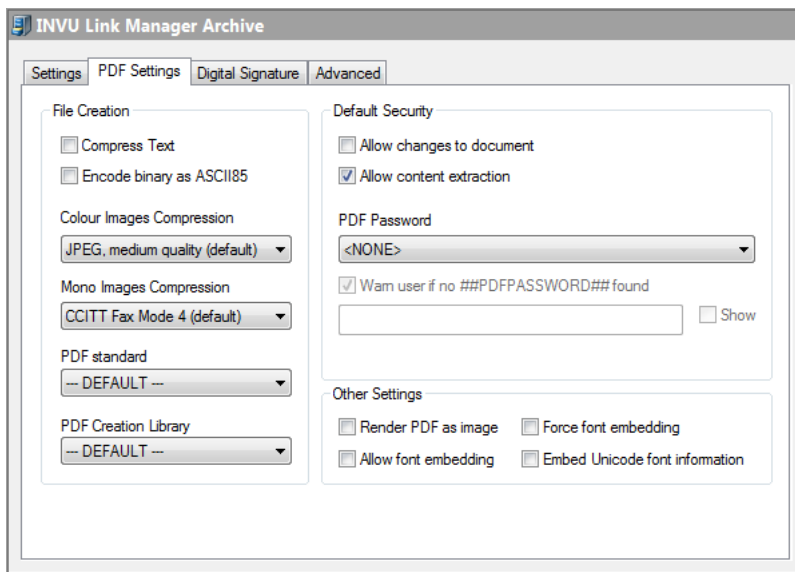 INVU Link Manager Archive
Settings PDF Settings Digital Signature Advanced
File Creation
Compress Text
Encode binary as ASCII85
Colour Images Compression
JPEG, medium quality (default)
Mono Images Compression
CCITT Fax Mode 4 (default)
PDF standard
--- DEFAULT ---
PDF Creation Library
--- DEFAULT ---
Default Security
Allow changes to document
Allow content extraction
PDF Password
<NONE>
Warn user if no ##PDFPASSWORD## found
Show
Other Settings
Render PDF as image Force font embedding
Allow font embedding Embed Unicode font information